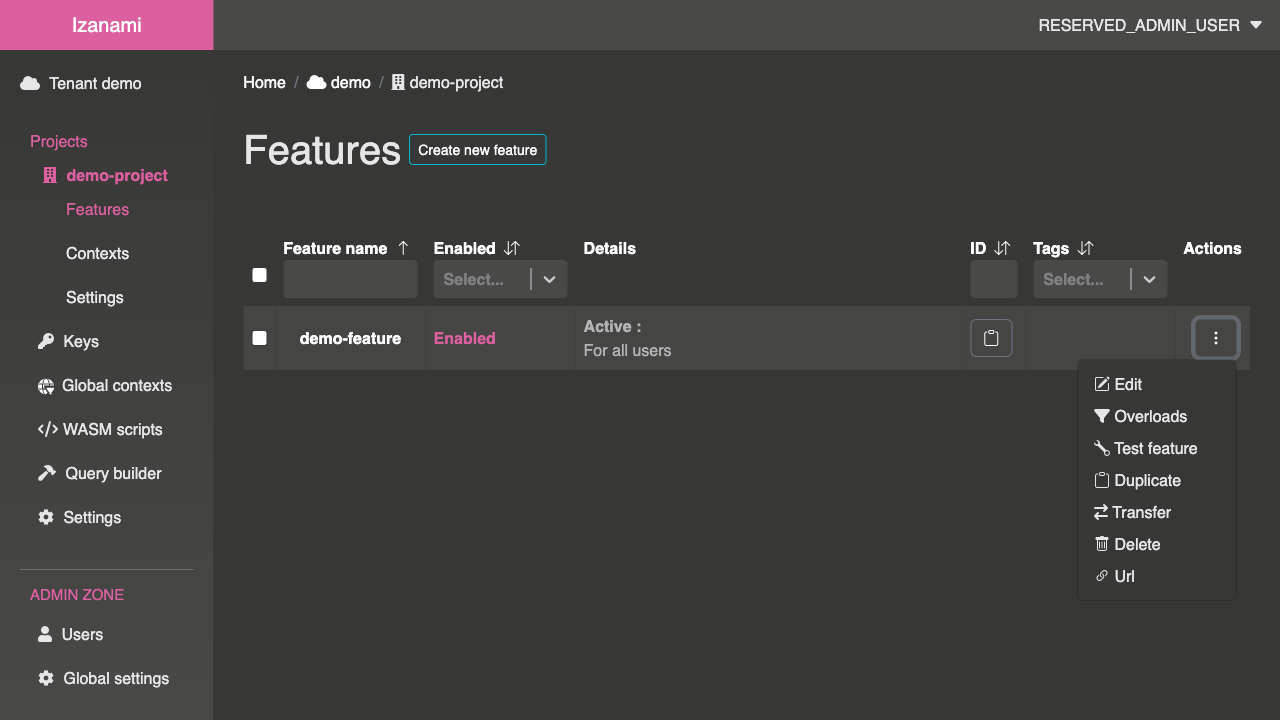 Izanami
RESERVED_ADMIN_USER
Tenant demo
Projects
demo-project
Features
Contexts
Settings
Keys
Global contexts
WASM scripts
Query builder
Settings
ADMIN ZONE
Users
Global settings
Home / demo / demo-project
Features Create new feature
Feature name Enabled Details ID Tags Actions
Select... Select...
demo-feature Enabled Active :
For all users
Edit
Overloads
Test feature
Duplicate
Transfer
Delete
Url